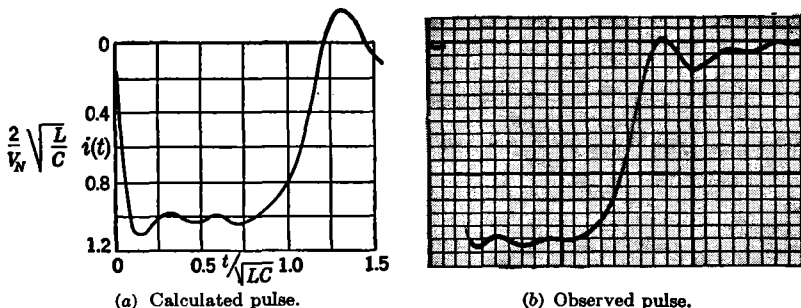 0
0.4
2/V_N √L/C i(t)
0.8
1.2
0 0.5 t/√LC 1.0 1.5
(a) Calculated pulse.
(b) Observed pulse.